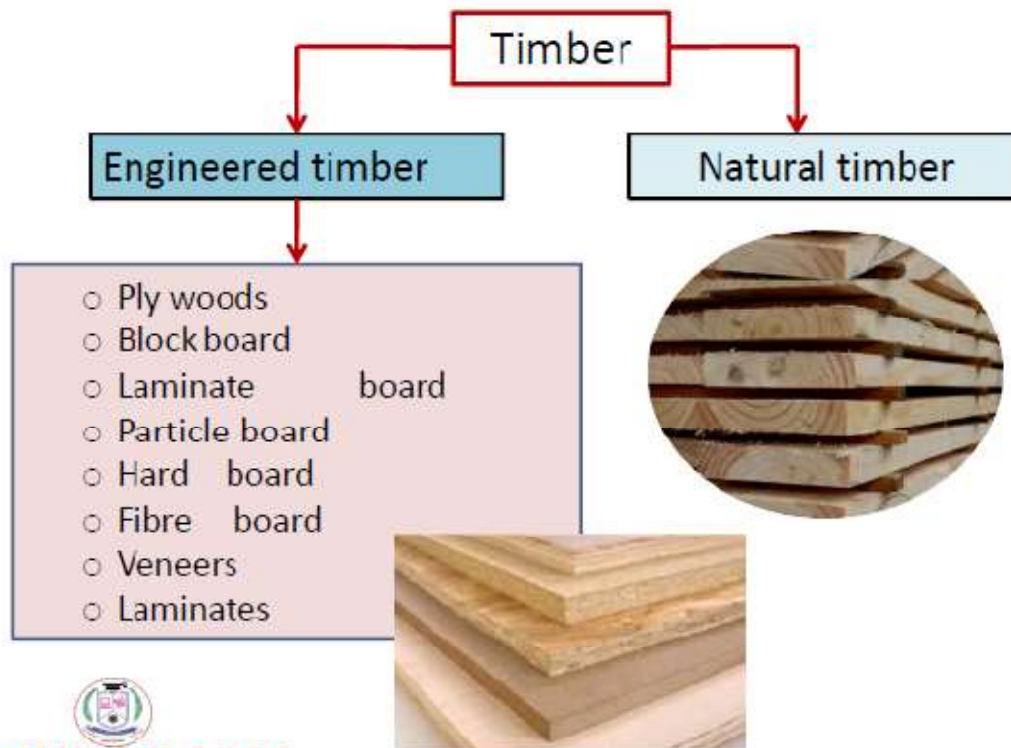 Timber
Engineered timber
Natural timber
○ Ply woods
○ Block board
○ Laminate board
○ Particle board
○ Hard board
○ Fibre board
○ Veneers
○ Laminates